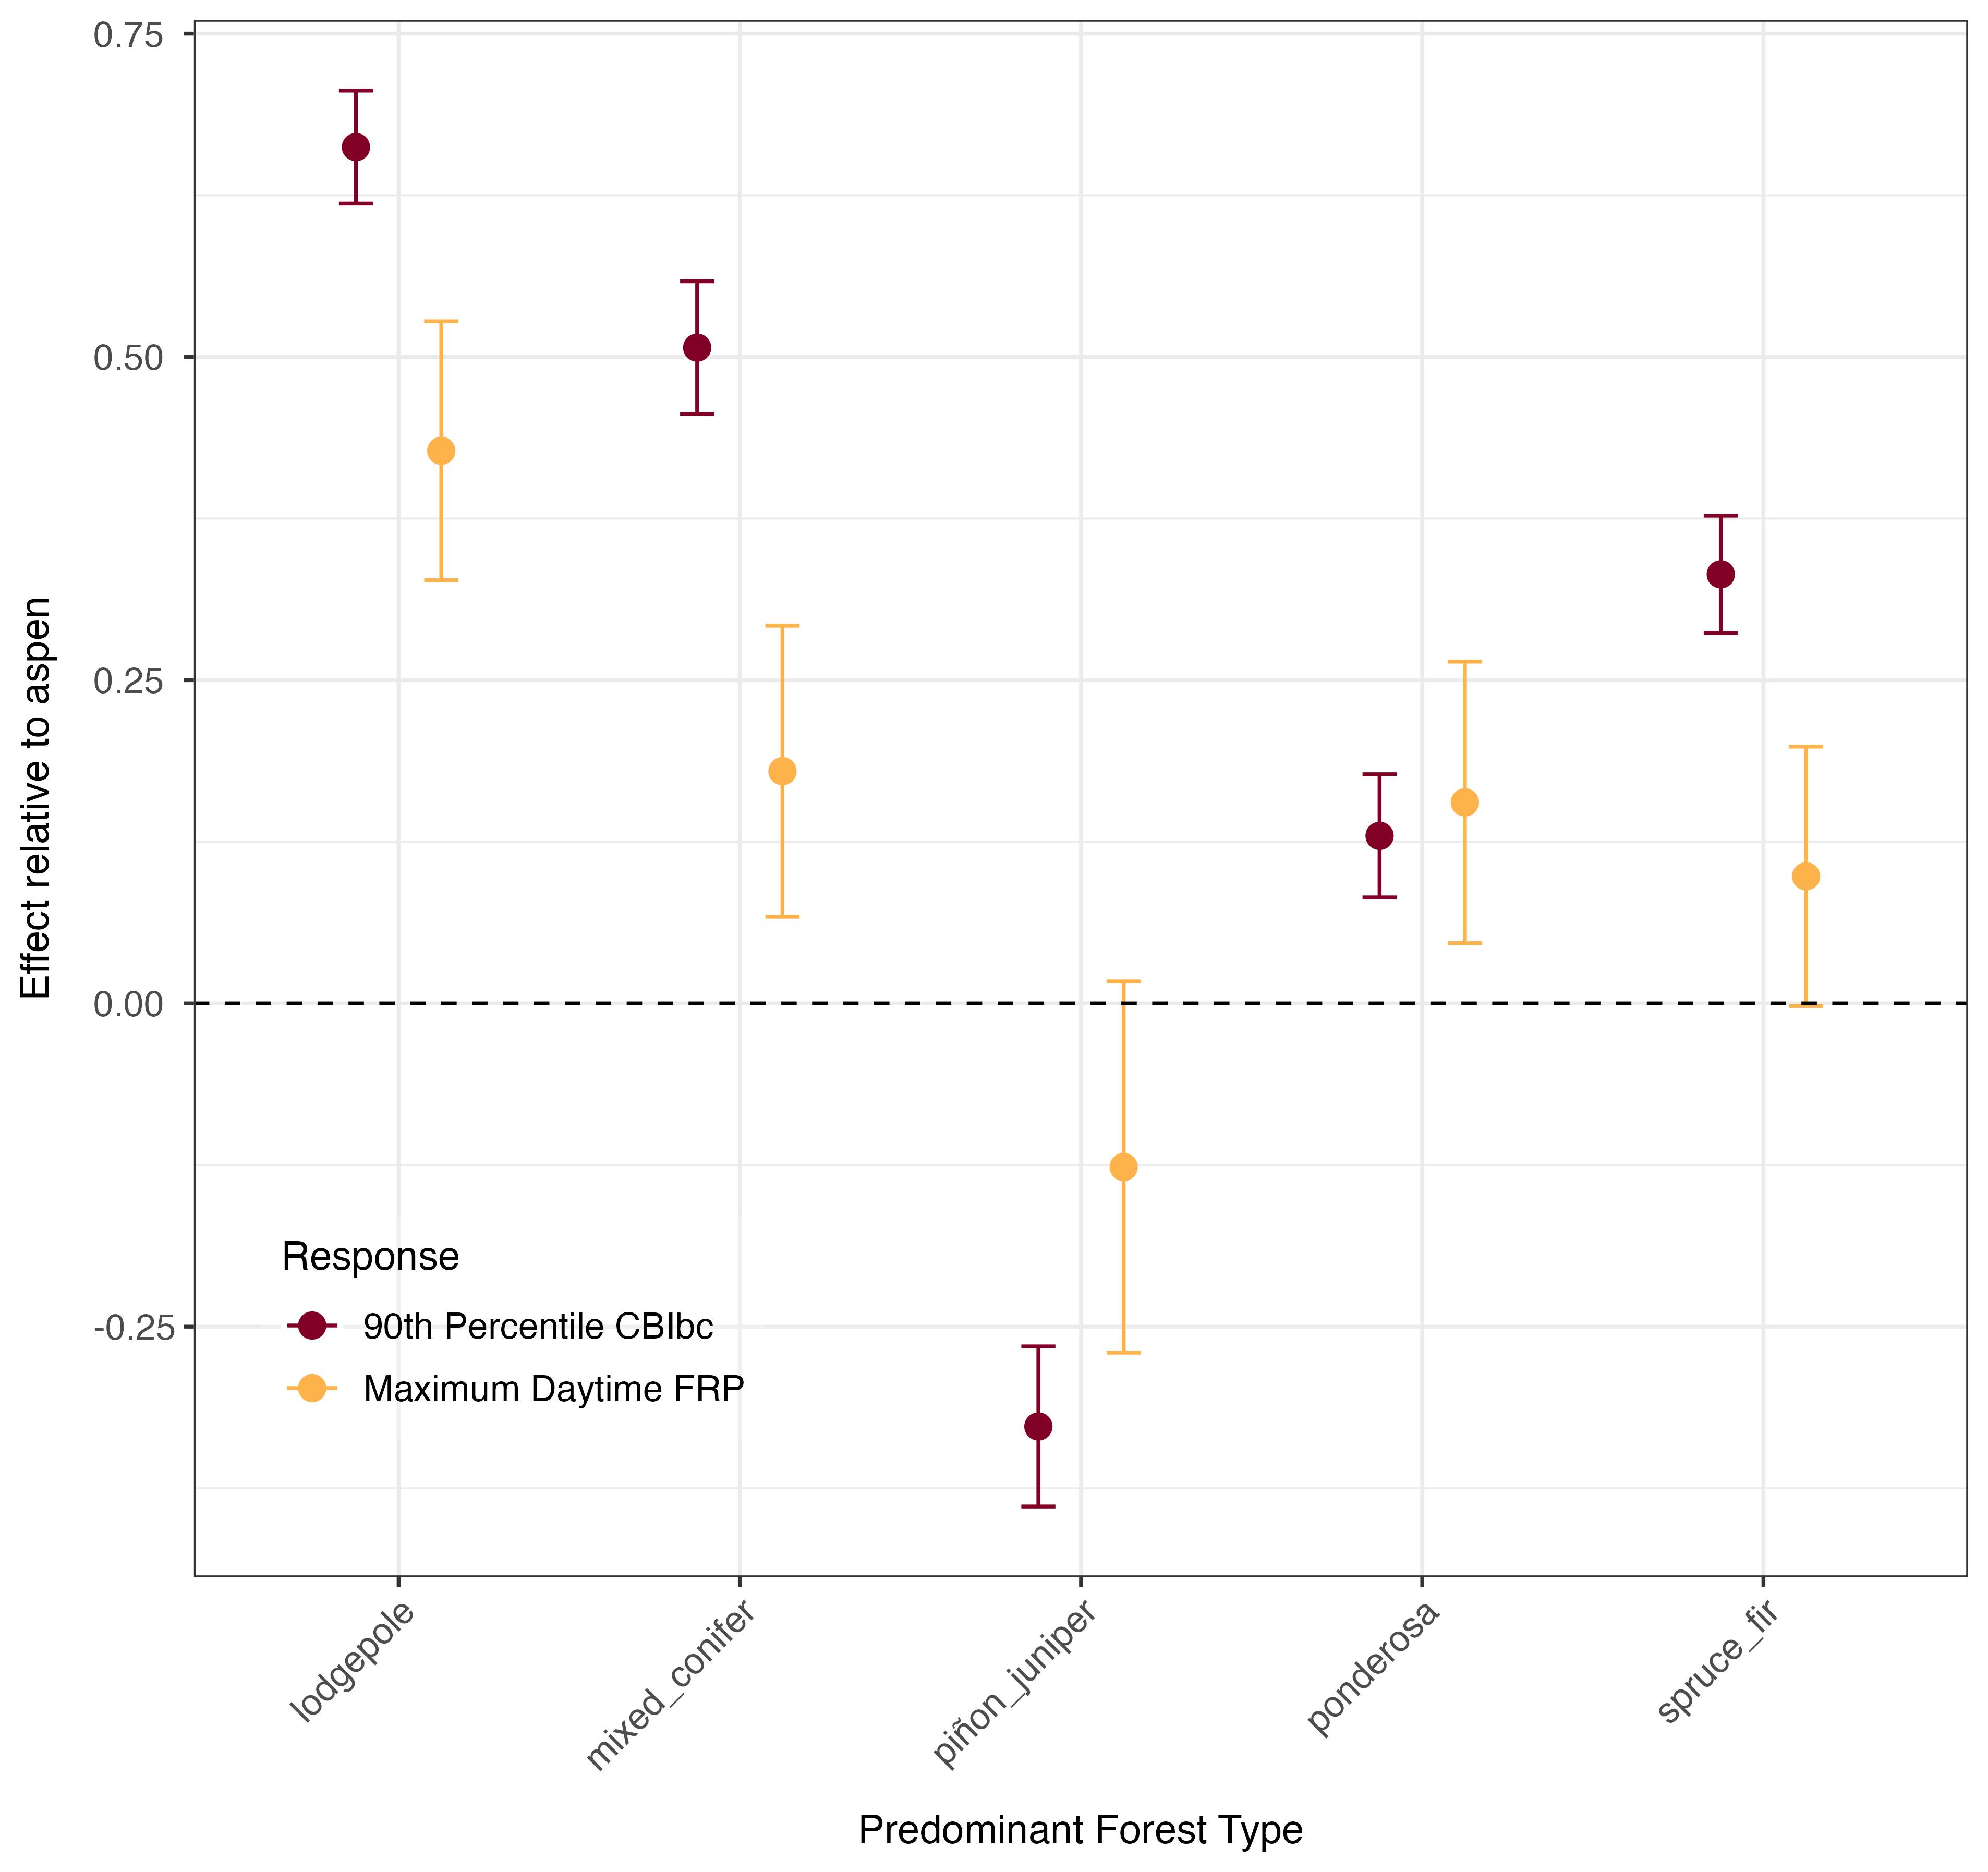 0.75
0.50
0.25
0.00
-0.25
Effect relative to aspen
Response
90th Percentile CBIbc
Maximum Daytime FRP
lodgepole
mixed_conifer
piñon_juniper
ponderosa
spruce_fir
Predominant Forest Type